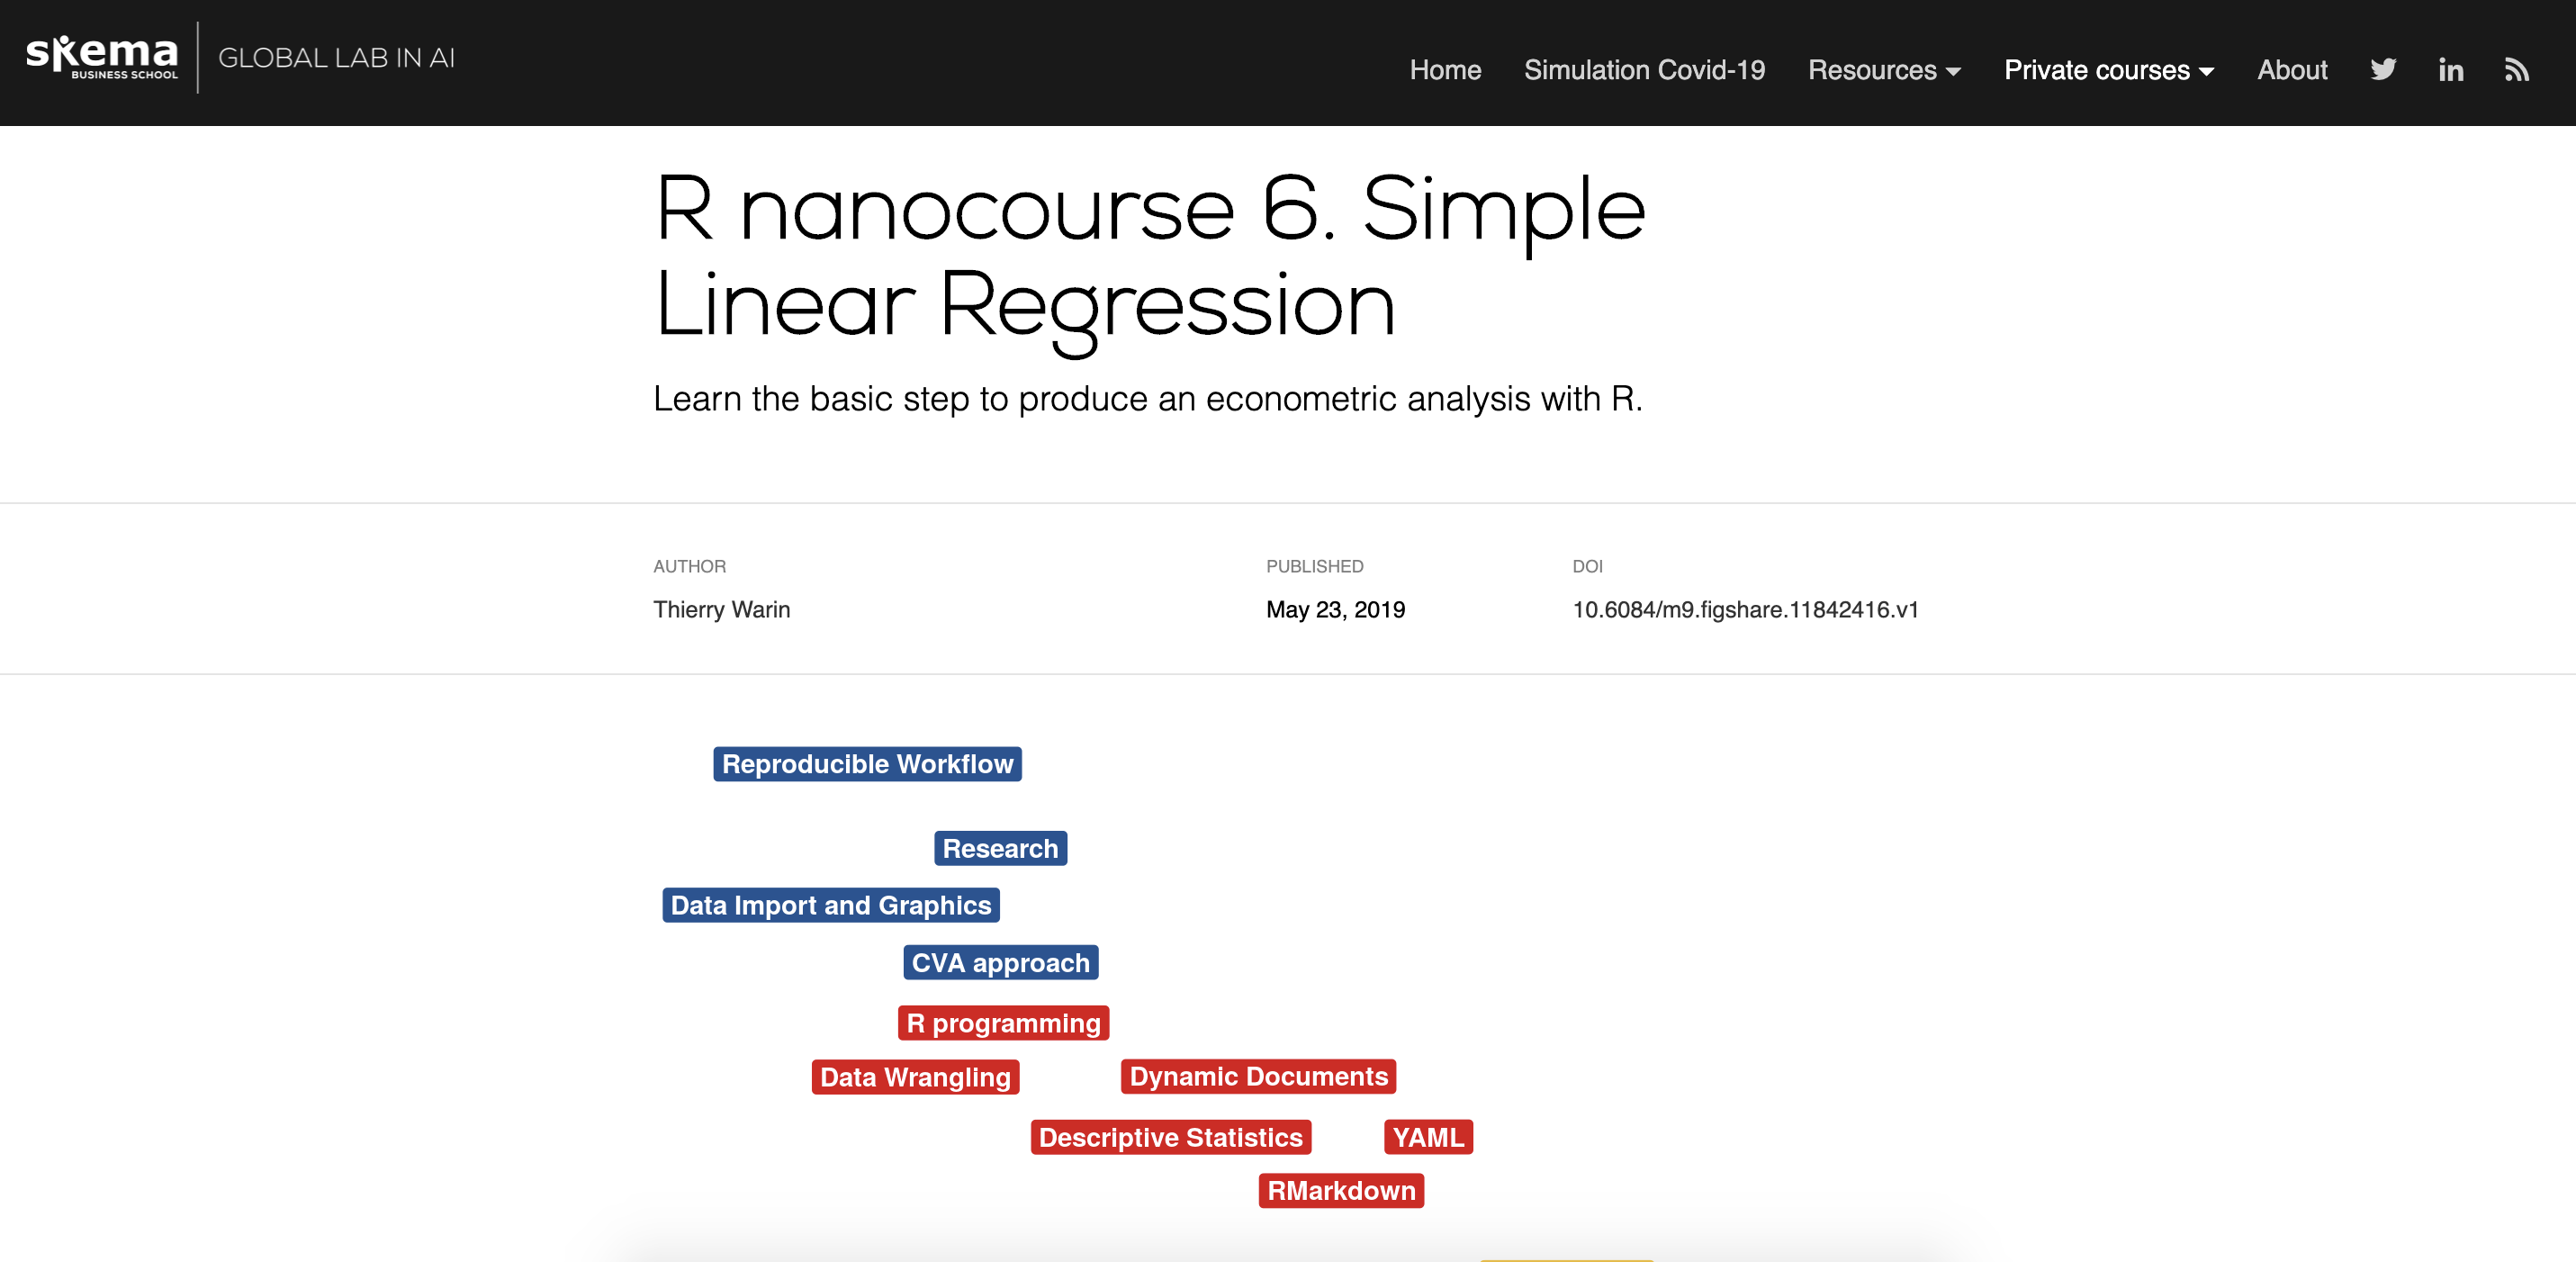 skema
BUSINESS SCHOOL
GLOBAL LAB IN AI
Home
Simulation Covid-19
Resources
Private courses
About
R nanocourse 6. Simple
Linear Regression
Learn the basic step to produce an econometric analysis with R.
AUTHOR
PUBLISHED
DOI
Thierry Warin
May 23, 2019
10.6084/m9.figshare.11842416.v1
Reproducible Workflow
Research
Data Import and Graphics
CVA approach
R programming
Data Wrangling
Dynamic Documents
Descriptive Statistics
YAML
RMarkdown